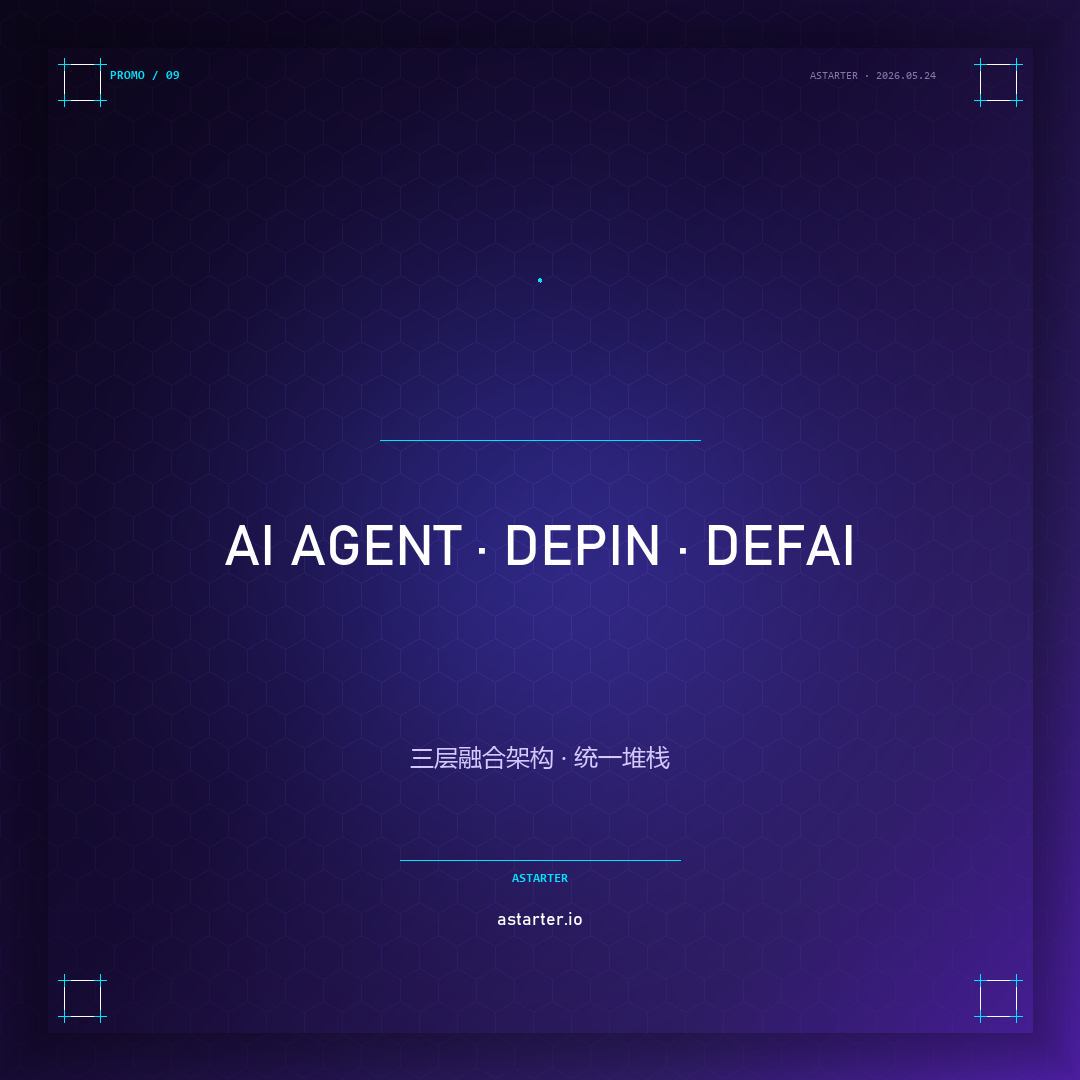 PROMO / 09
ASTARTER · 2026.05.24
AI AGENT · DEPIN · DEFAI
三层融合架构 · 统一堆栈
ASTARTER
astarter.io